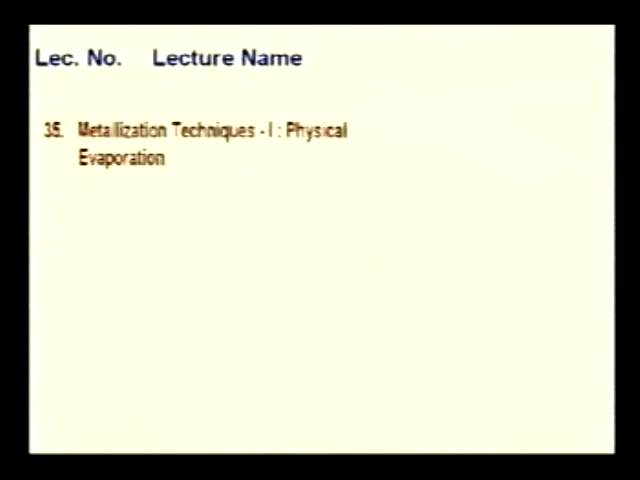 Lec. No. Lecture Name
35. Metallization Techniques - I : Physical
Evaporation